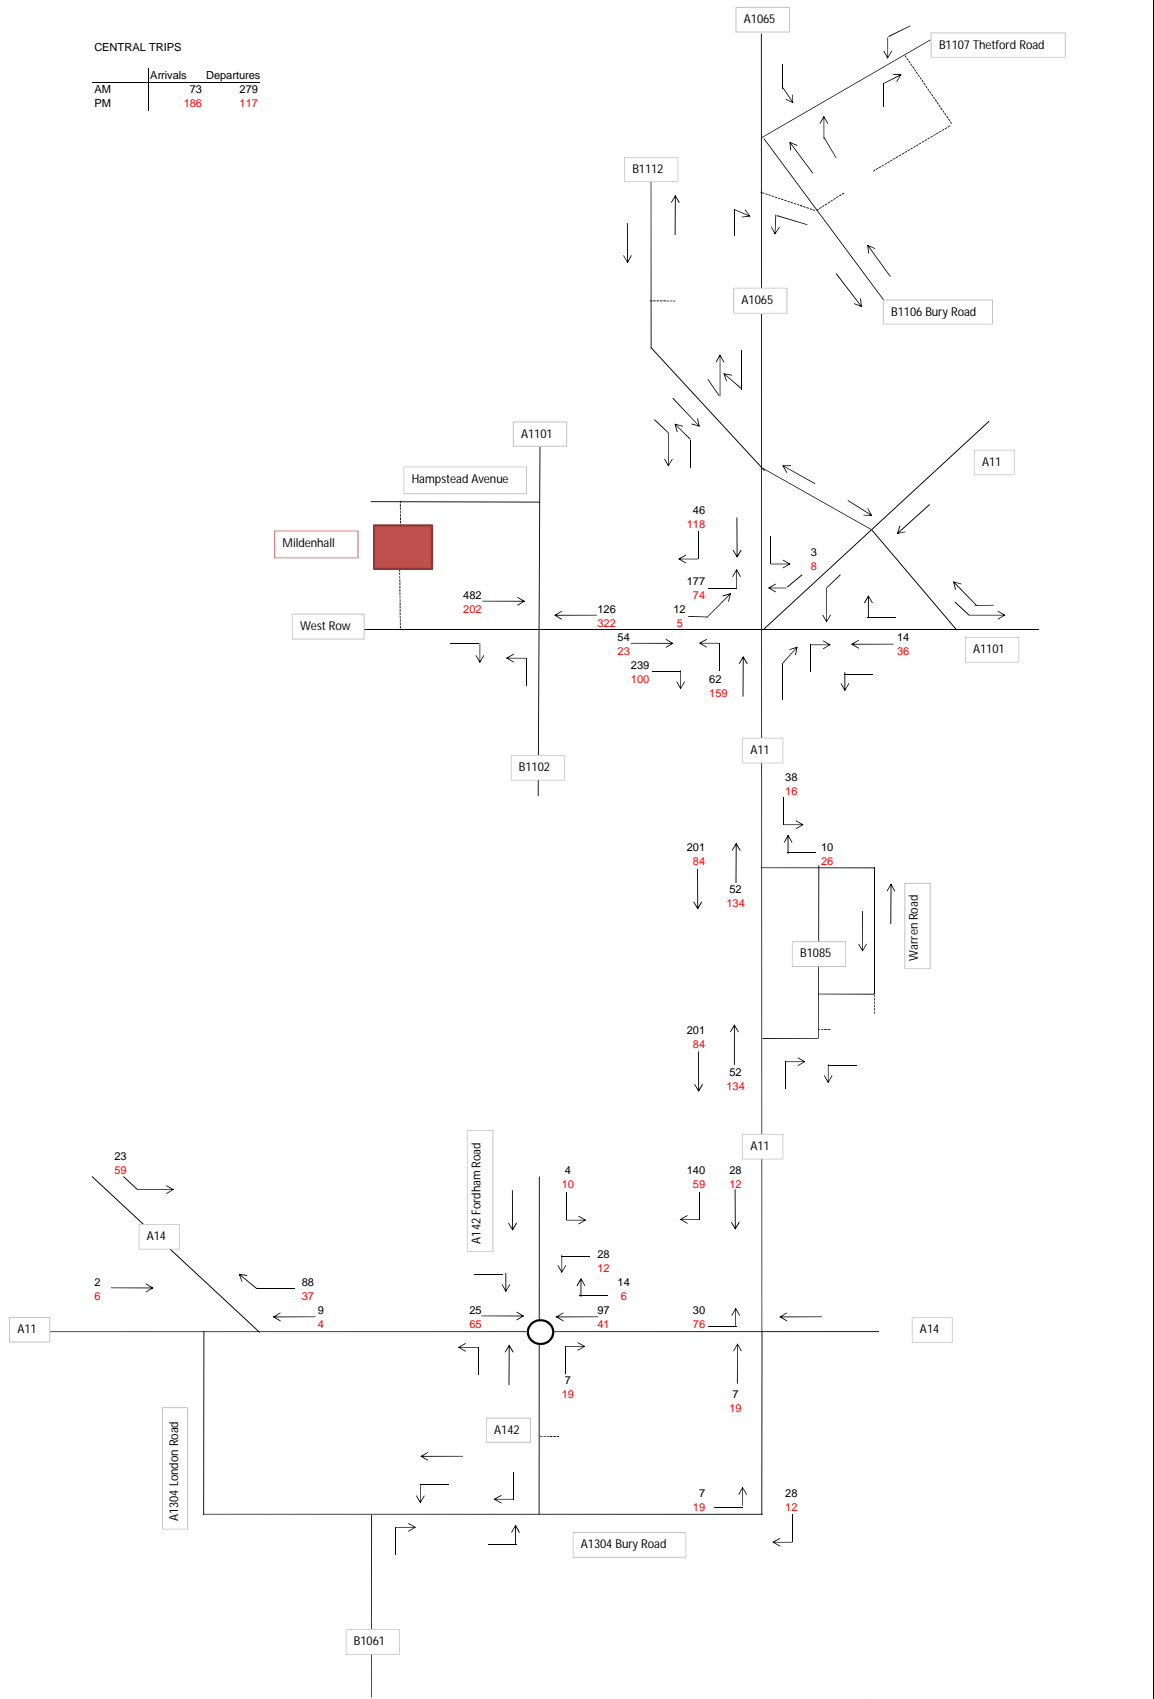 A1065
CENTRAL TRIPS
B1107 Thetford Road
Arrivals Departures
AM 73 279
PM 186 117
B1112
A1065
B1106 Bury Road
A1101
A11
Hampstead Avenue
46
118
Mildenhall
3
8
177
74
482
202
126
322
12
5
West Row
54
23
14
36
A1101
239
100
62
159
A11
B1102
38
16
201
84
10
26
52
134
Warren Road
B1085
201
84
52
134
A11
A142 Fordham Road
23
59
4
10
140
59
28
12
A14
28
12
2
6
88
37
14
6
9
4
25
65
97
41
30
76
A11
A14
7
19
7
19
A142
A1304 London Road
7
19
28
12
A1304 Bury Road
B1061